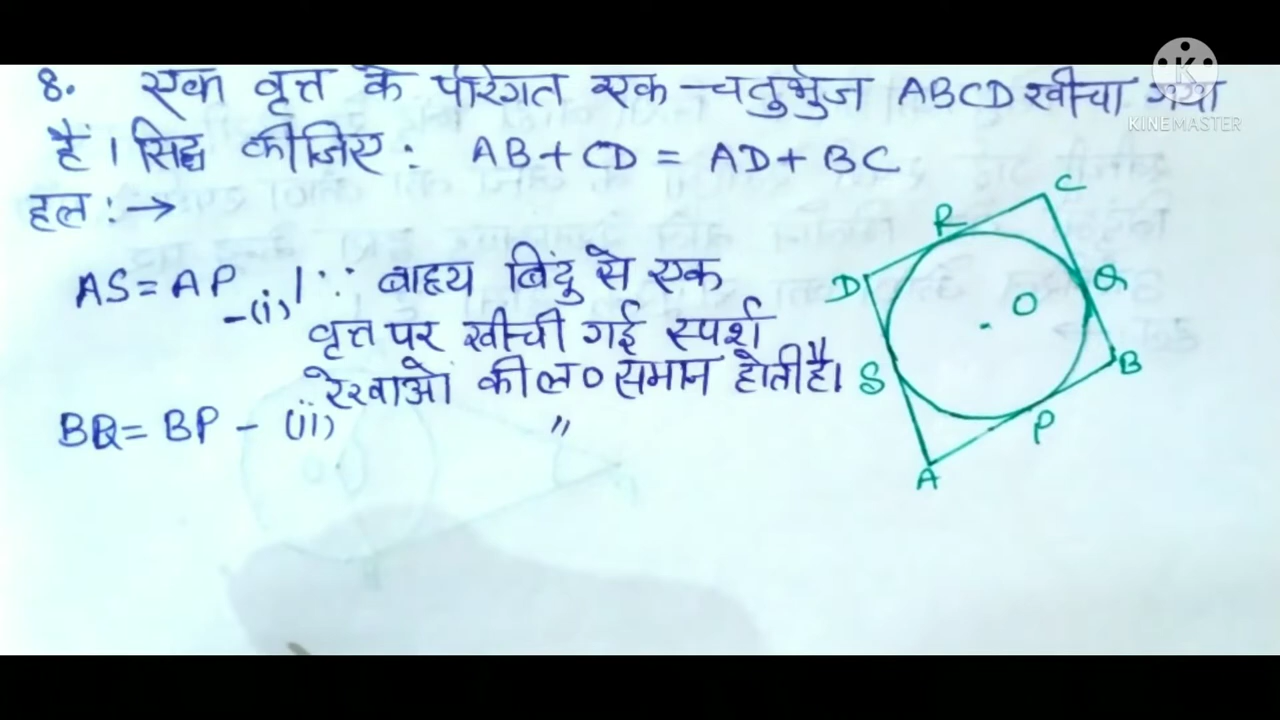 8. एक वृत्त के परिगत एक चतुर्भुज ABCD खींचा गया
है। सिद्ध कीजिए: AB + CD = AD + BC
हल :→
AS = AP -(i) | ∵ बाह्य बिंदु से एक
वृत्त पर खींची गई स्पर्श
रेखाओं की ल० समान होती है।
BQ = BP - (ii) "
C
R
D
Q
O
B
S
P
A
K
KINEMASTER